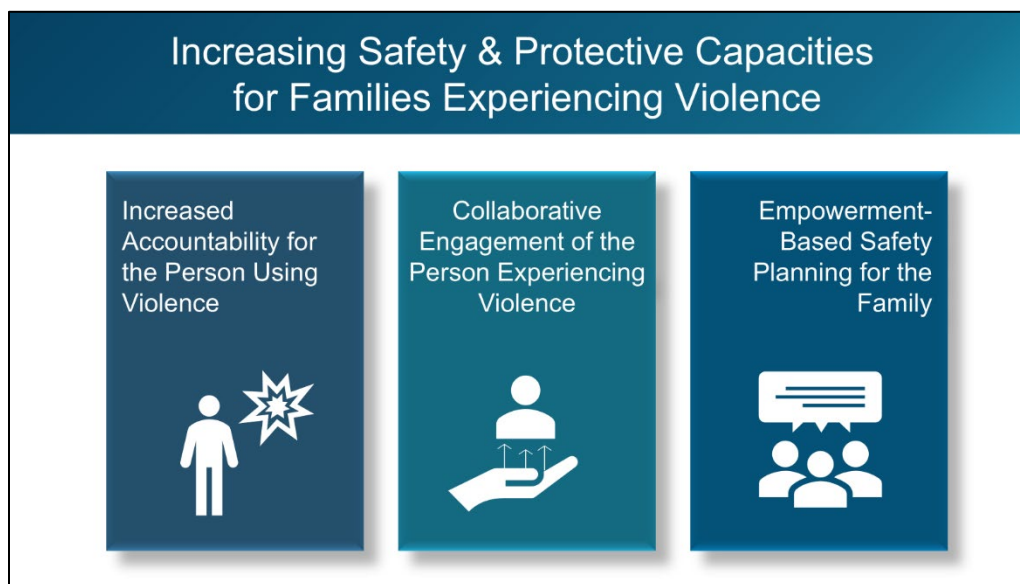 Increasing Safety & Protective Capacities
for Families Experiencing Violence
Increased
Accountability for
the Person Using
Violence
Collaborative
Engagement of the
Person Experiencing
Violence
Empowerment-
Based Safety
Planning for the
Family